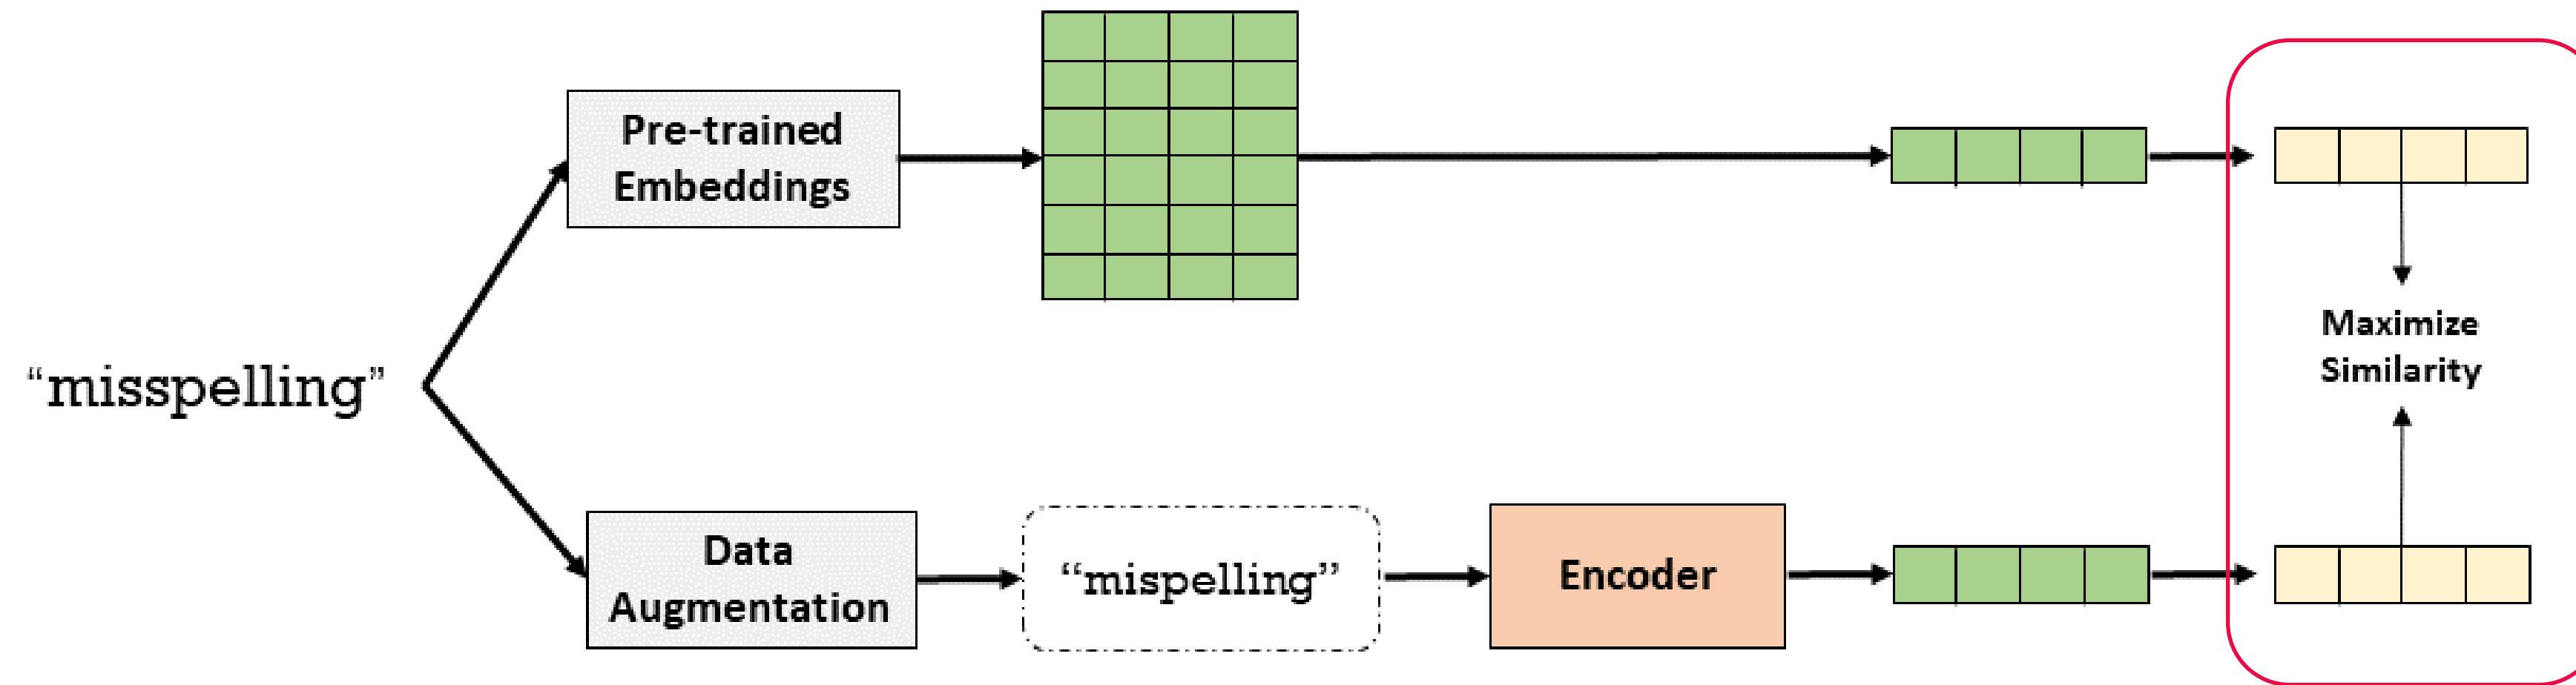 Pre-trained
Embeddings
“misspelling”
Maximize
Similarity
Data
Augmentation
“mispelling”
Encoder